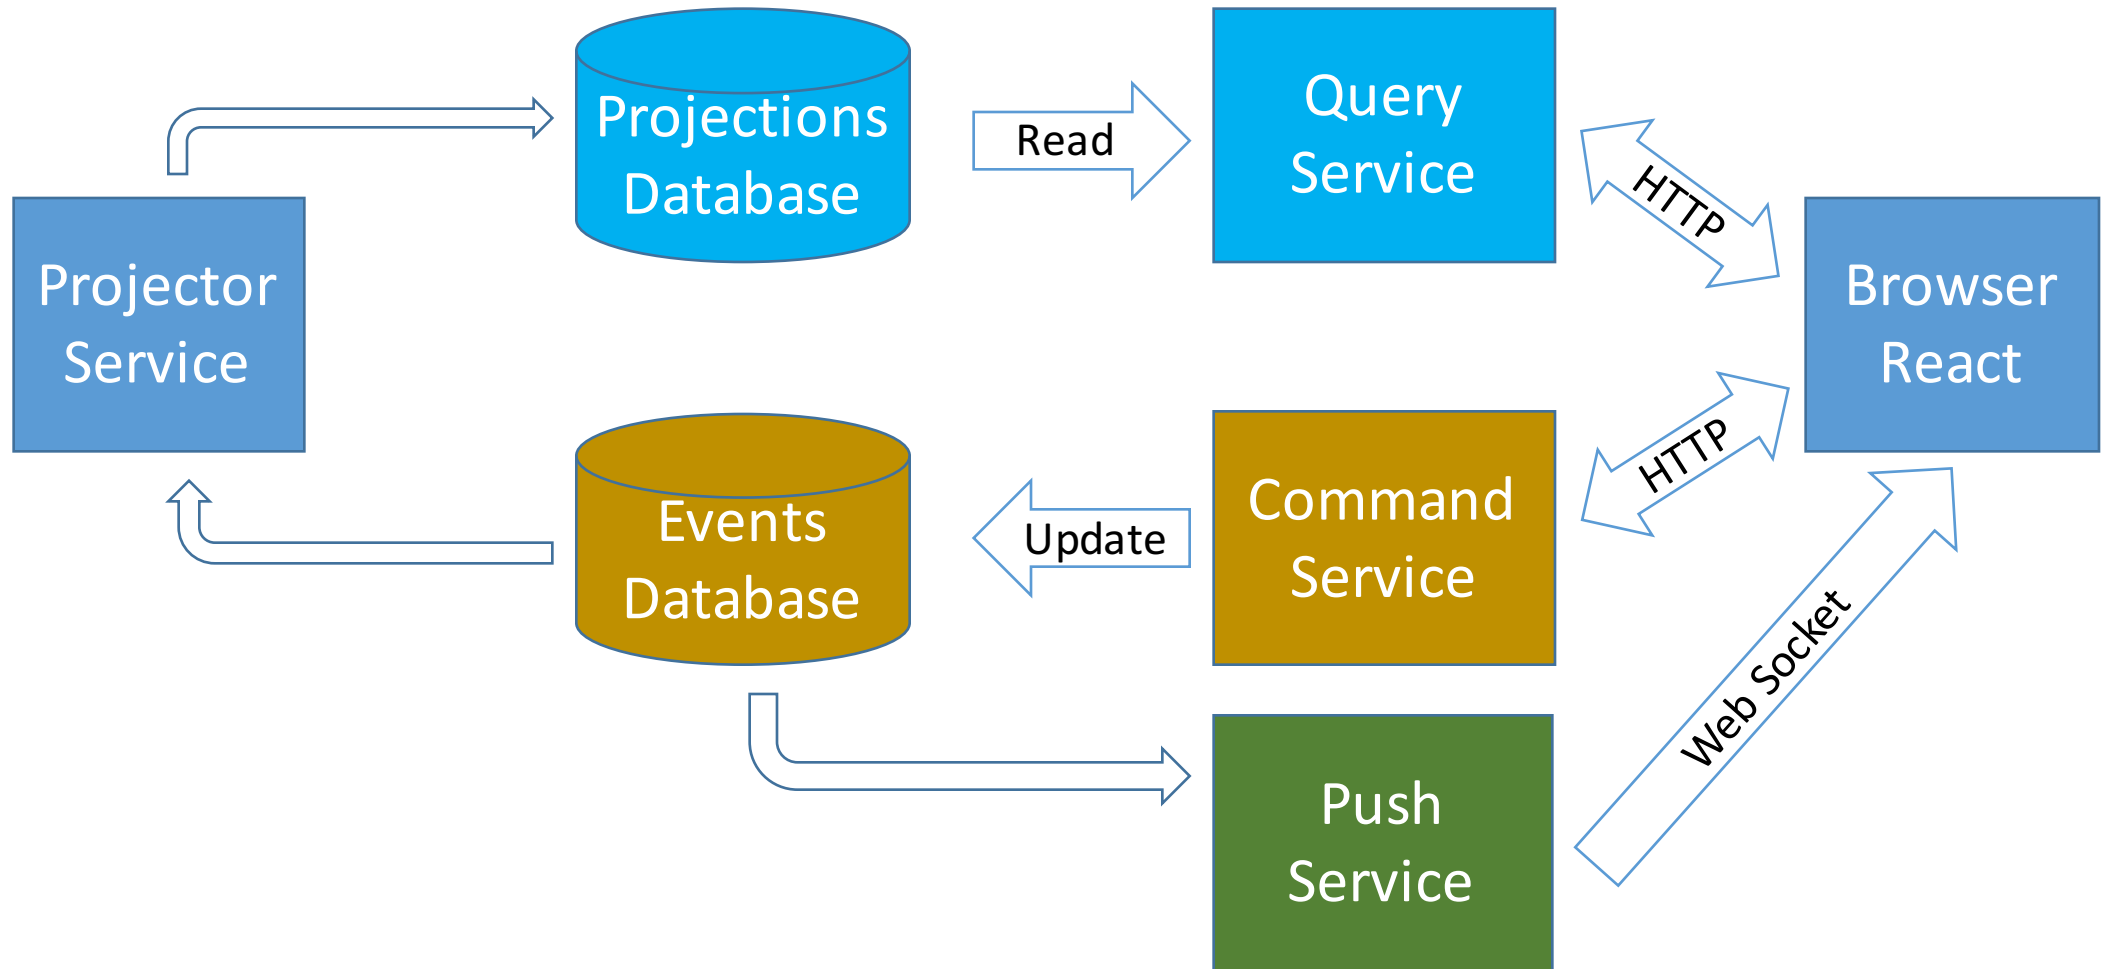 Projections
Database
Read
Query
Service
HTTP
Projector
Service
Browser
React
Events
Database
Update
Command
Service
HTTP
Web Socket
Push
Service